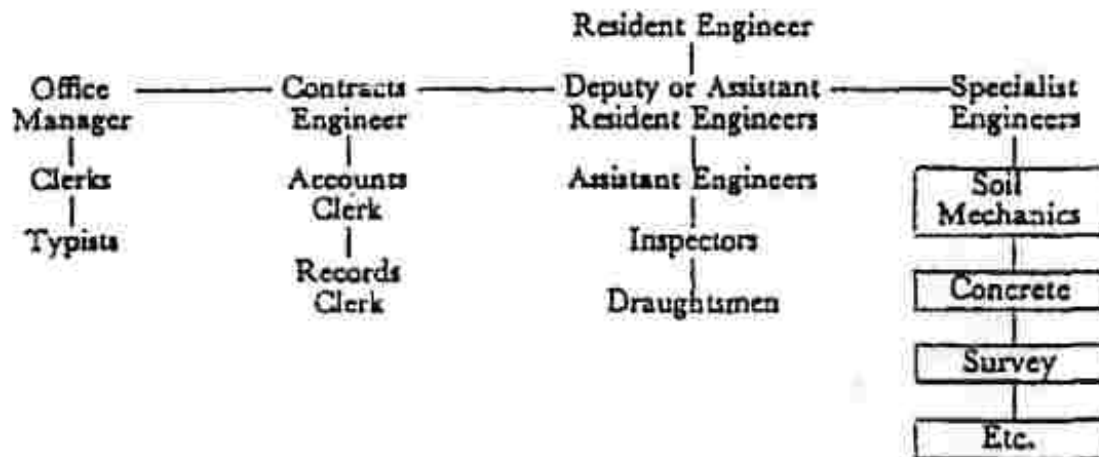 Resident Engineer
Office Manager
Contracts Engineer
Deputy or Assistant Resident Engineers
Specialist Engineers
Clerks
Typists
Accounts Clerk
Records Clerk
Assistant Engineers
Inspectors
Draughtsmen
Soil Mechanics
Concrete
Survey
Etc.